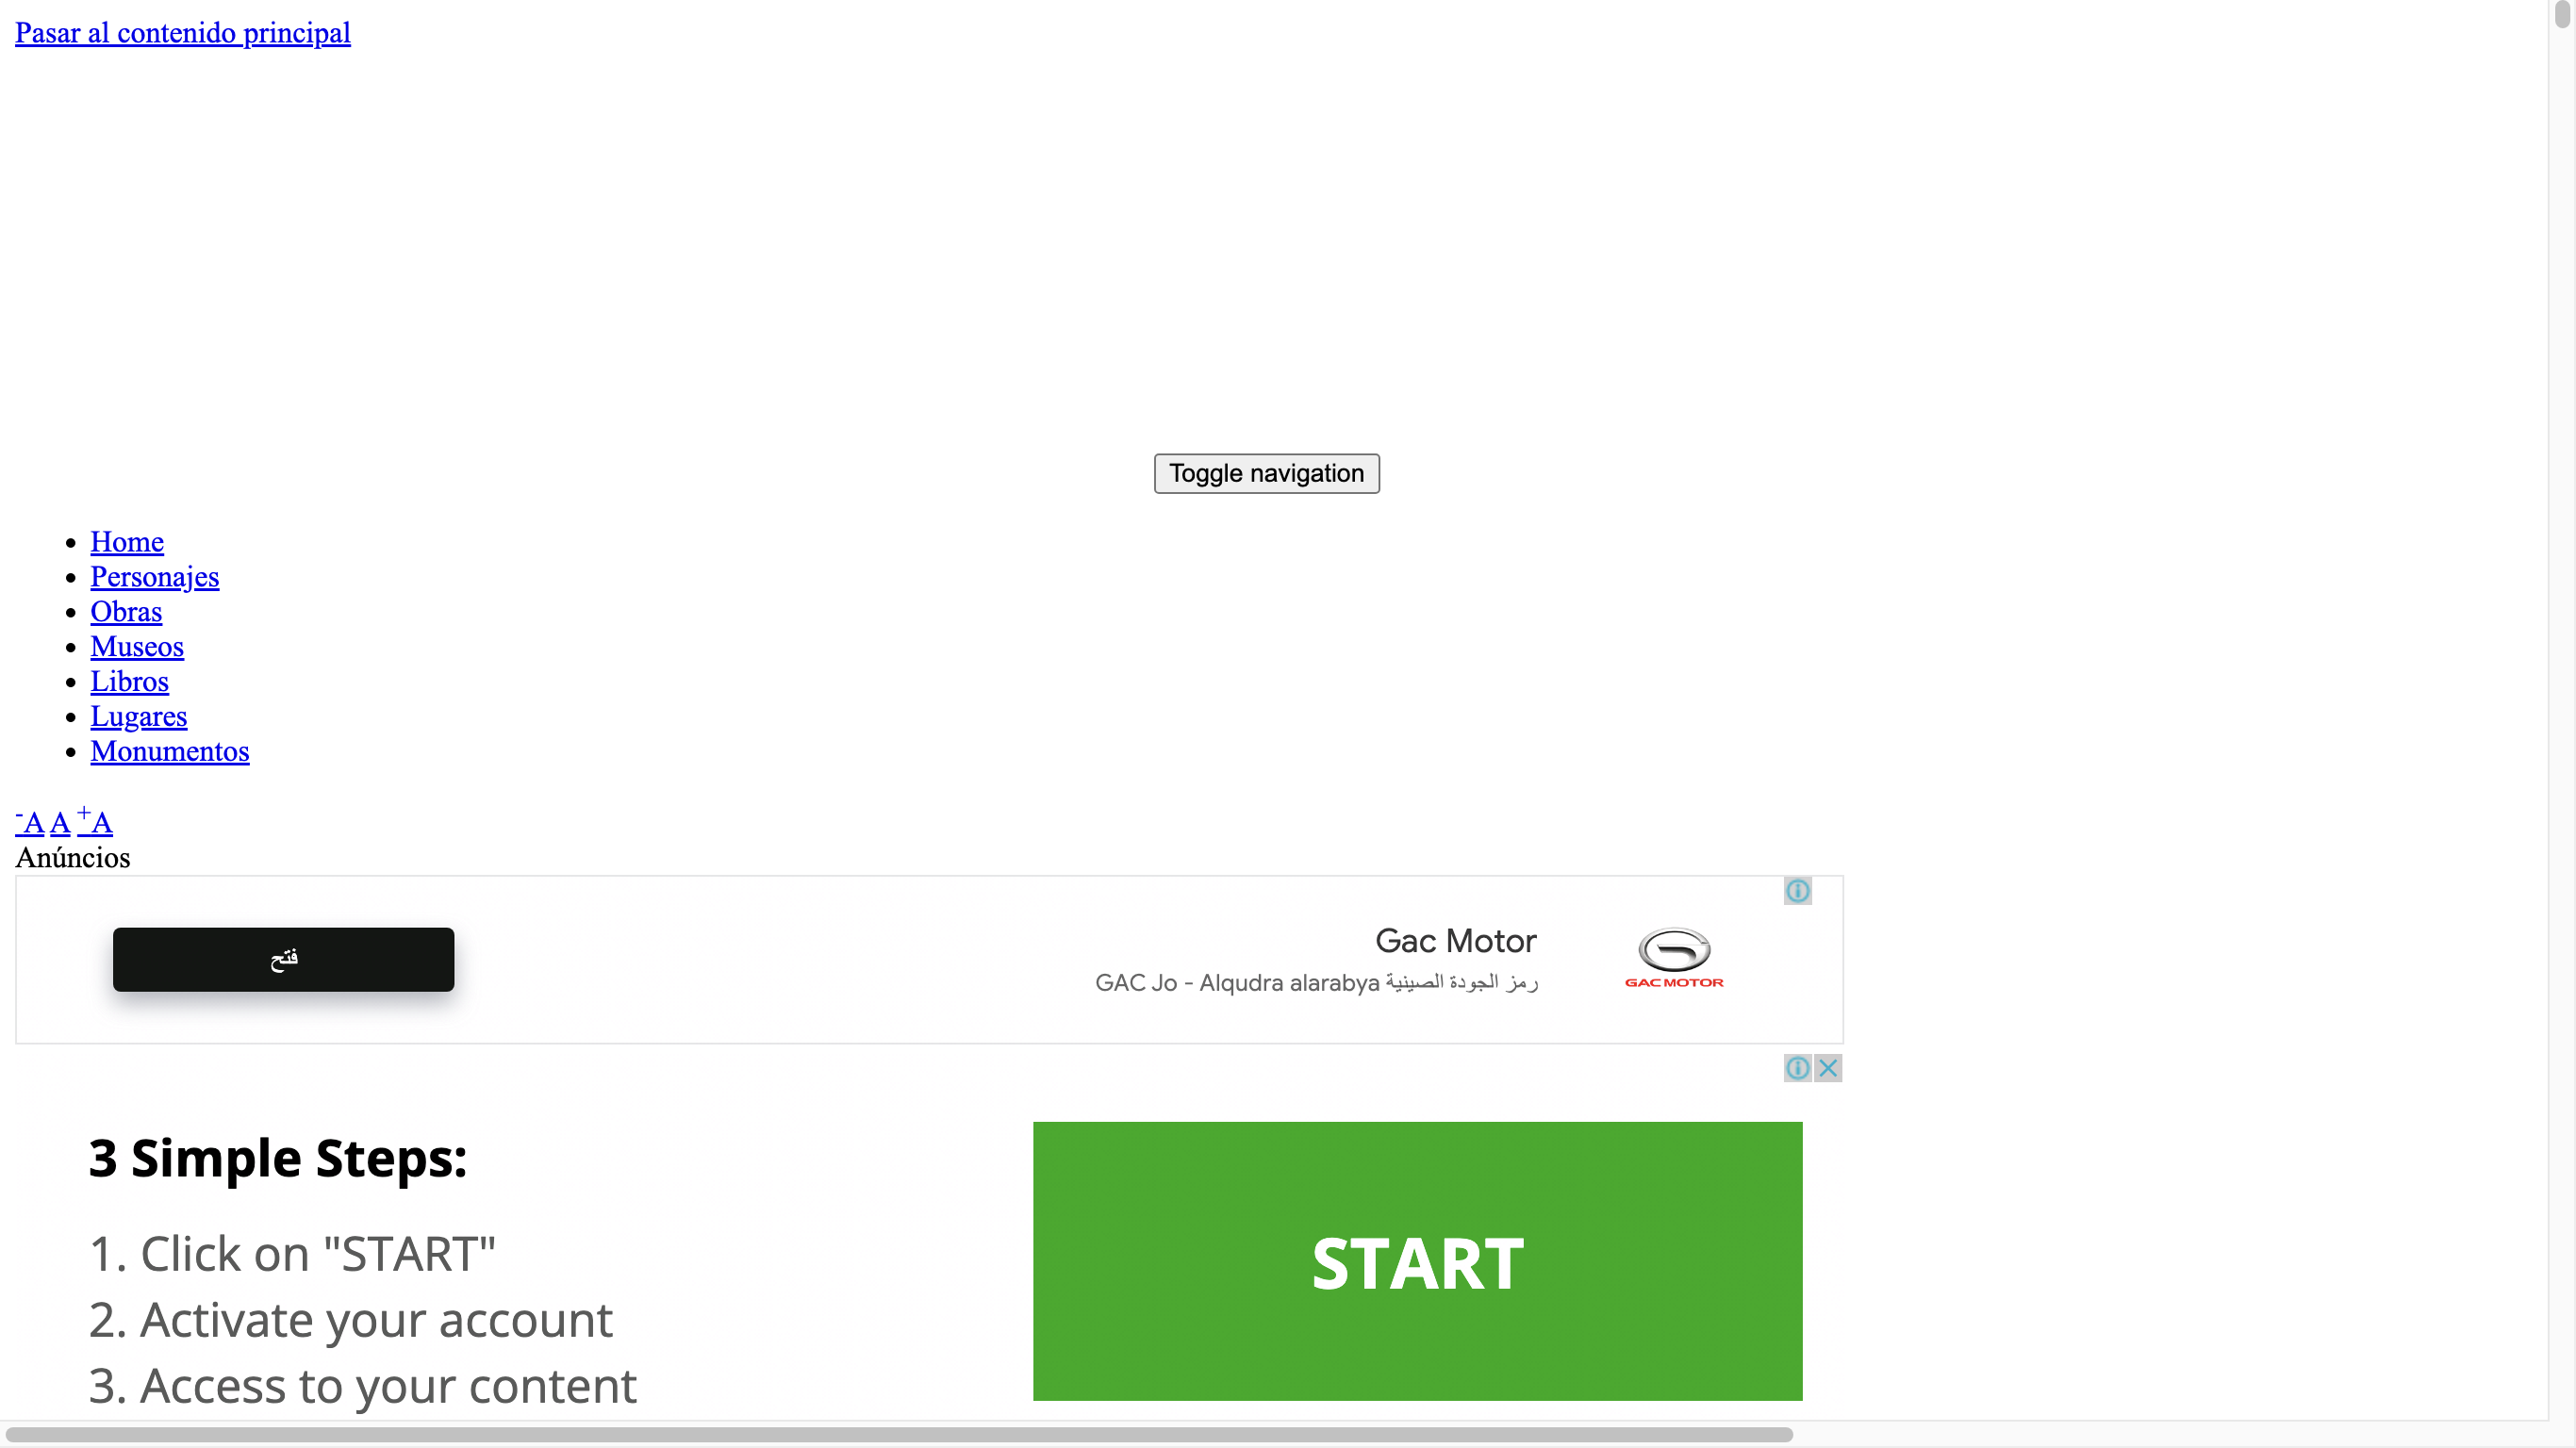 Pasar al contenido principal
Toggle navigation
Home
Personajes
Obras
Museos
Libros
Lugares
Monumentos
-A A +A
Anúncios
فتح
Gac Motor
GAC Jo - Alqudra alarabya رمز الجودة الصينية
GAC MOTOR
3 Simple Steps:
1. Click on "START"
2. Activate your account
3. Access to your content
START